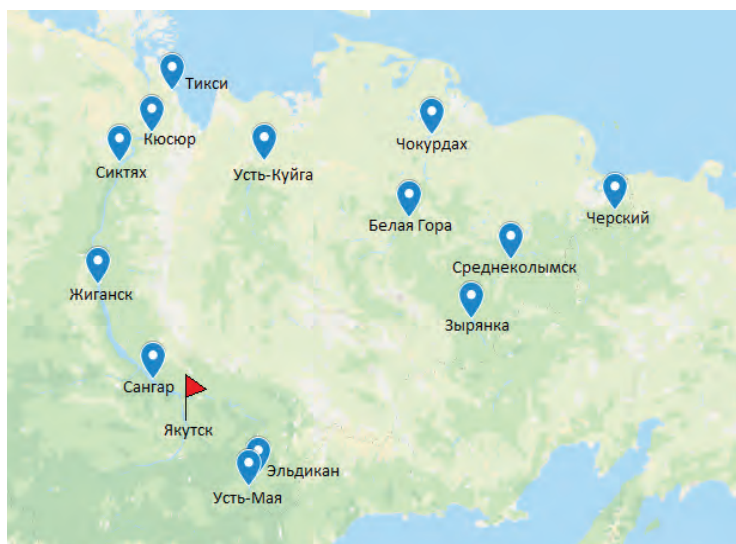 Тикси
Кюсюр
Чокурдах
Сиктях
Усть-Куйга
Черский
Белая Гора
Среднеколымск
Жиганск
Зырянка
Сангар
Якутск
Эльдикан
Усть-Мая